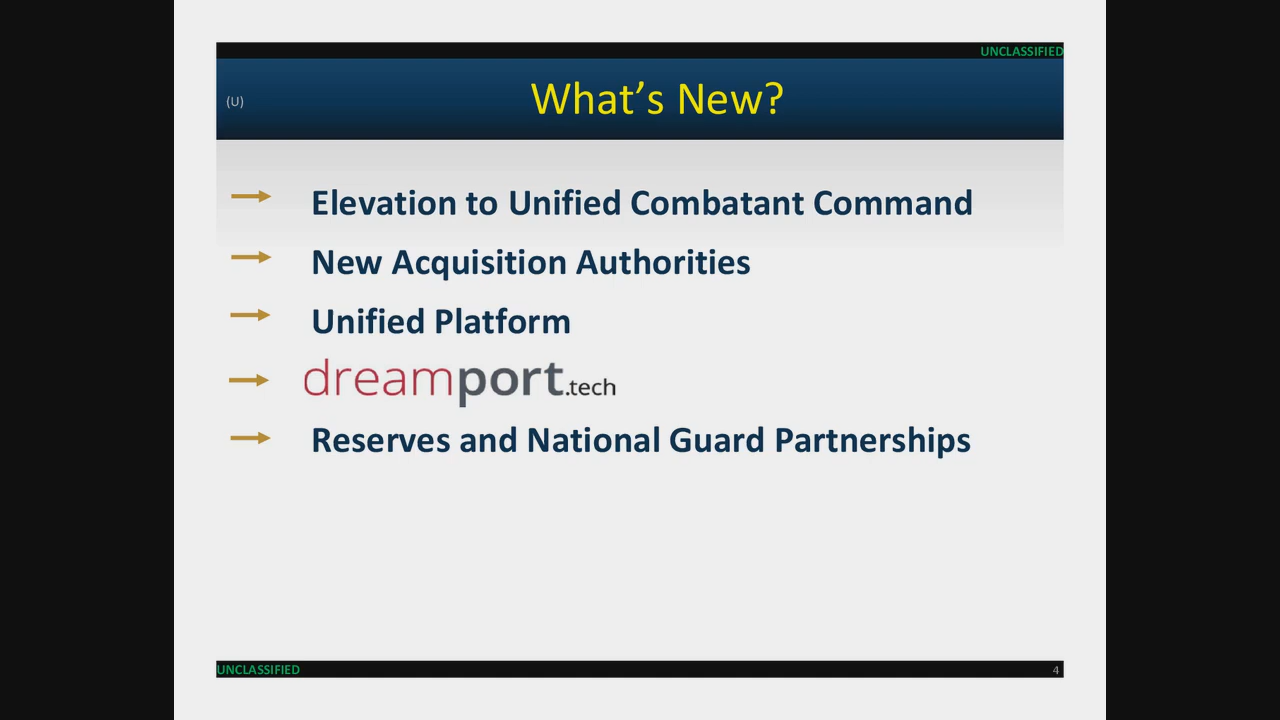 UNCLASSIFIED
(U)
What's New?
Elevation to Unified Combatant Command
New Acquisition Authorities
Unified Platform
dreamport.tech
Reserves and National Guard Partnerships
UNCLASSIFIED
4